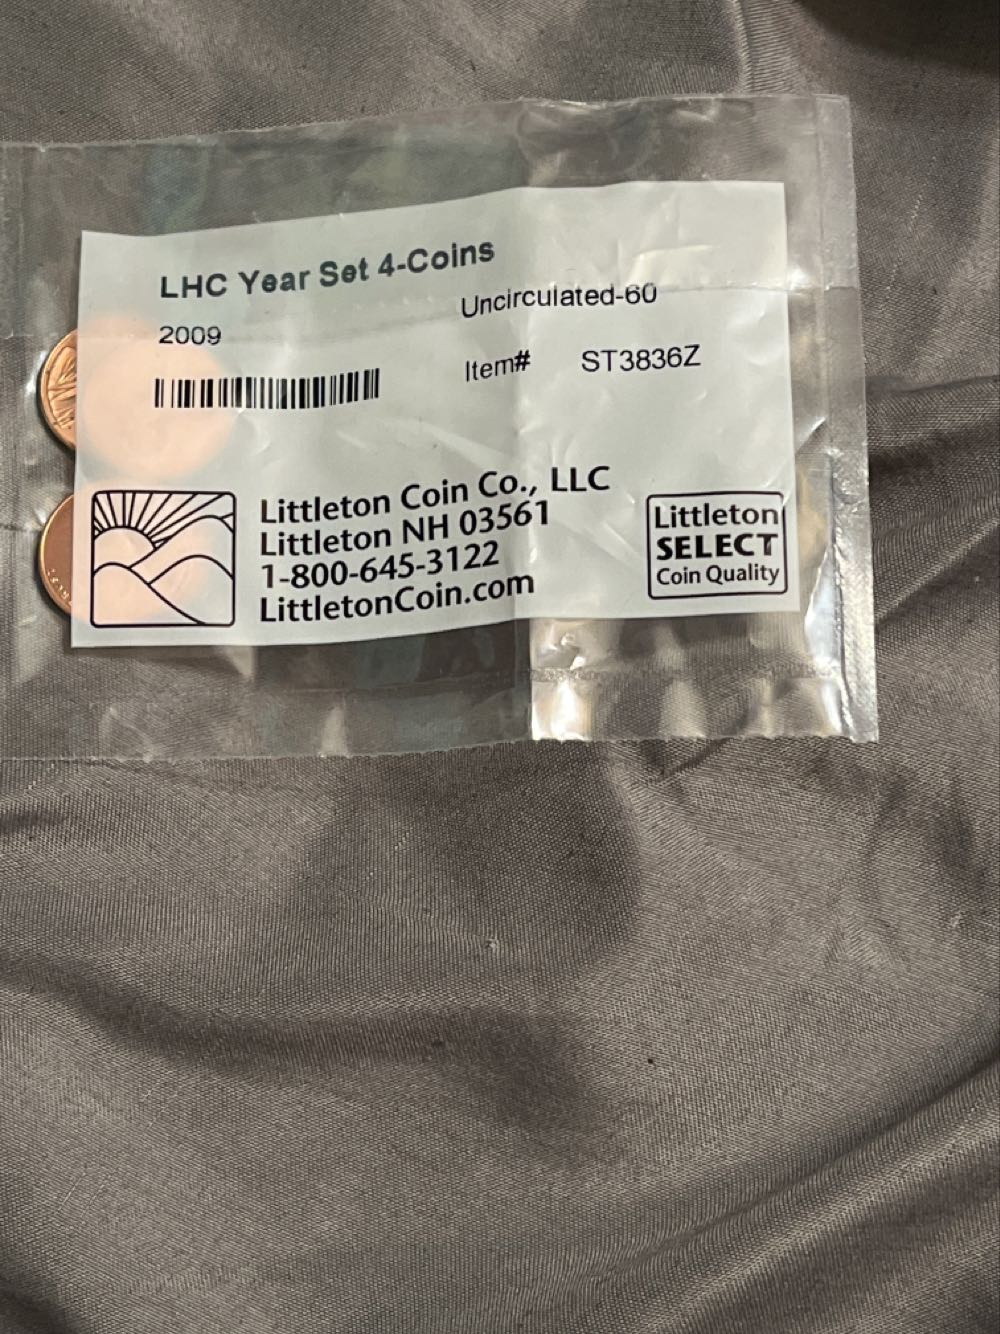 LHC Year Set 4-Coins
Uncirculated-60
2009
Item# ST3836Z
Littleton Coin Co., LLC
Littleton NH 03561
1-800-645-3122
LittletonCoin.com
Littleton
SELECT
Coin Quality